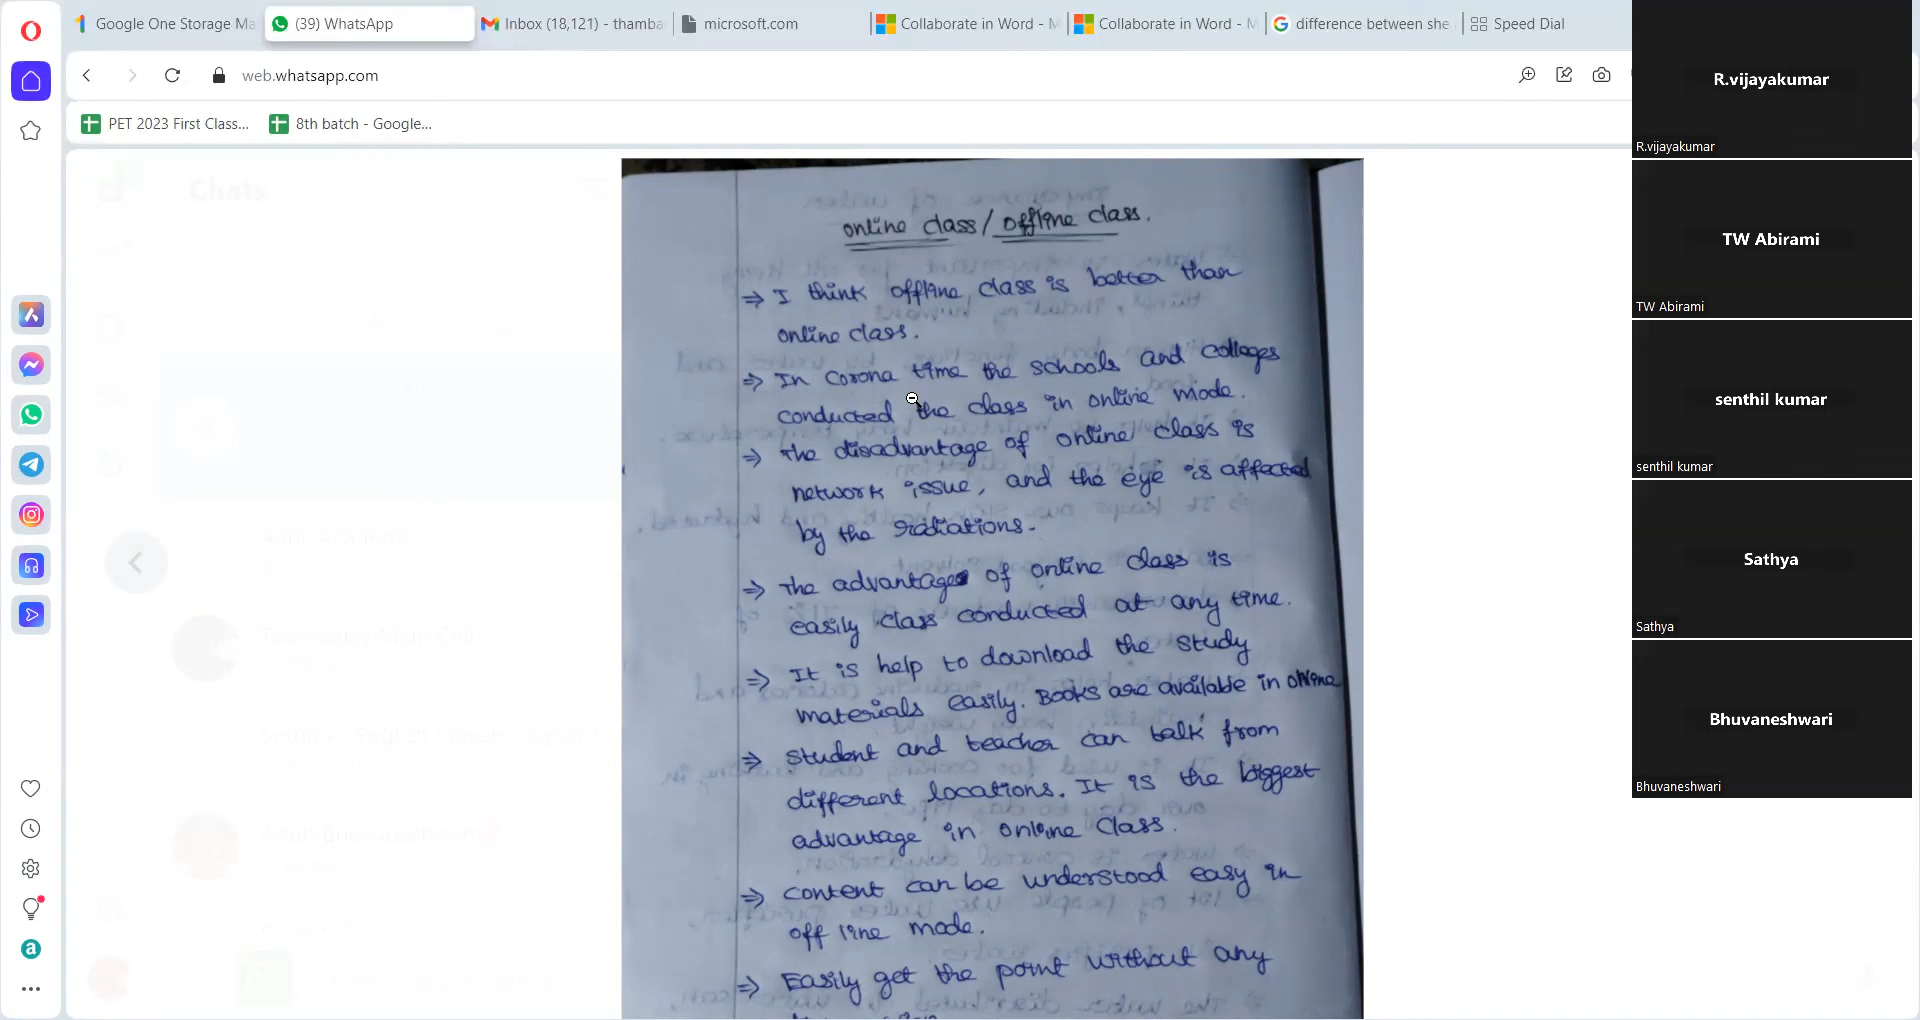 Google One Storage Ma
(39) WhatsApp
Inbox (18,121) - thamba
microsoft.com
Collaborate in Word - M
Collaborate in Word - M
difference between she
Speed Dial
web.whatsapp.com
PET 2023 First Class...
8th batch - Google...
Chats
online class / offline class.
⇒ I think offline class is better than
online class.
⇒ In corona time the schools and colleges
conducted the class in online mode.
⇒ The disadvantage of online class is
network issue, and the eye is affected
by the radiations.
⇒ The advantage of online class is
easily class conducted at any time.
⇒ It is help to download the study
materials easily. Books are available in online
⇒ Student and teacher can talk from
different locations. It is the biggest
advantage in online class.
⇒ content can be understood easy in
off line mode.
⇒ Easily get the point without any
R.vijayakumar
R.vijayakumar
TW Abirami
TW Abirami
senthil kumar
senthil kumar
Sathya
Sathya
Bhuvaneshwari
Bhuvaneshwari